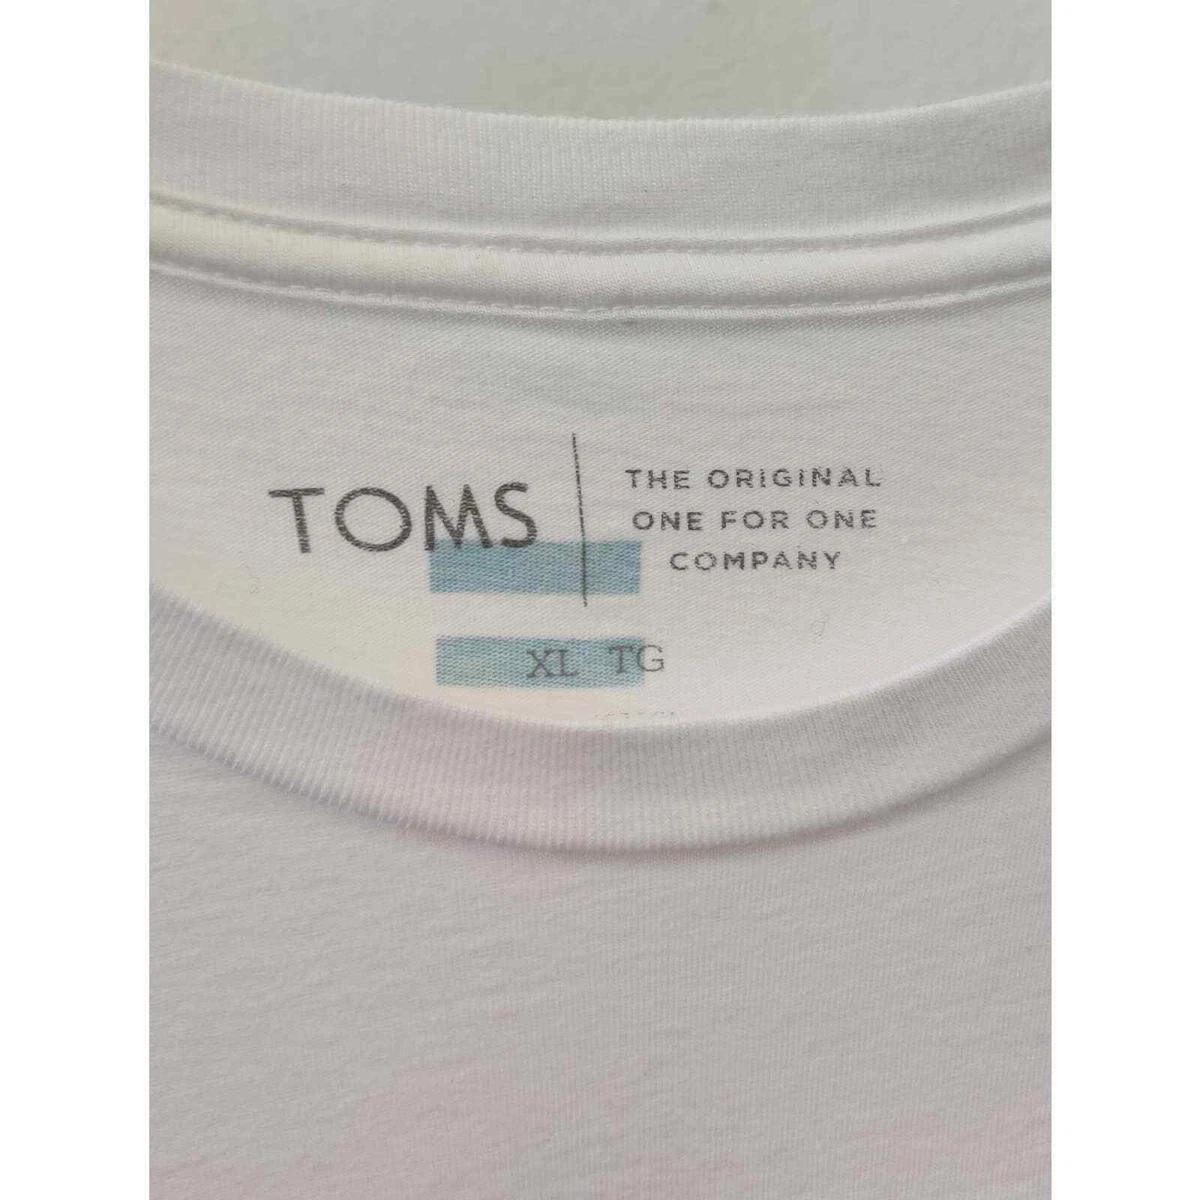 TOMS
THE ORIGINAL
ONE FOR ONE
COMPANY
XL TG